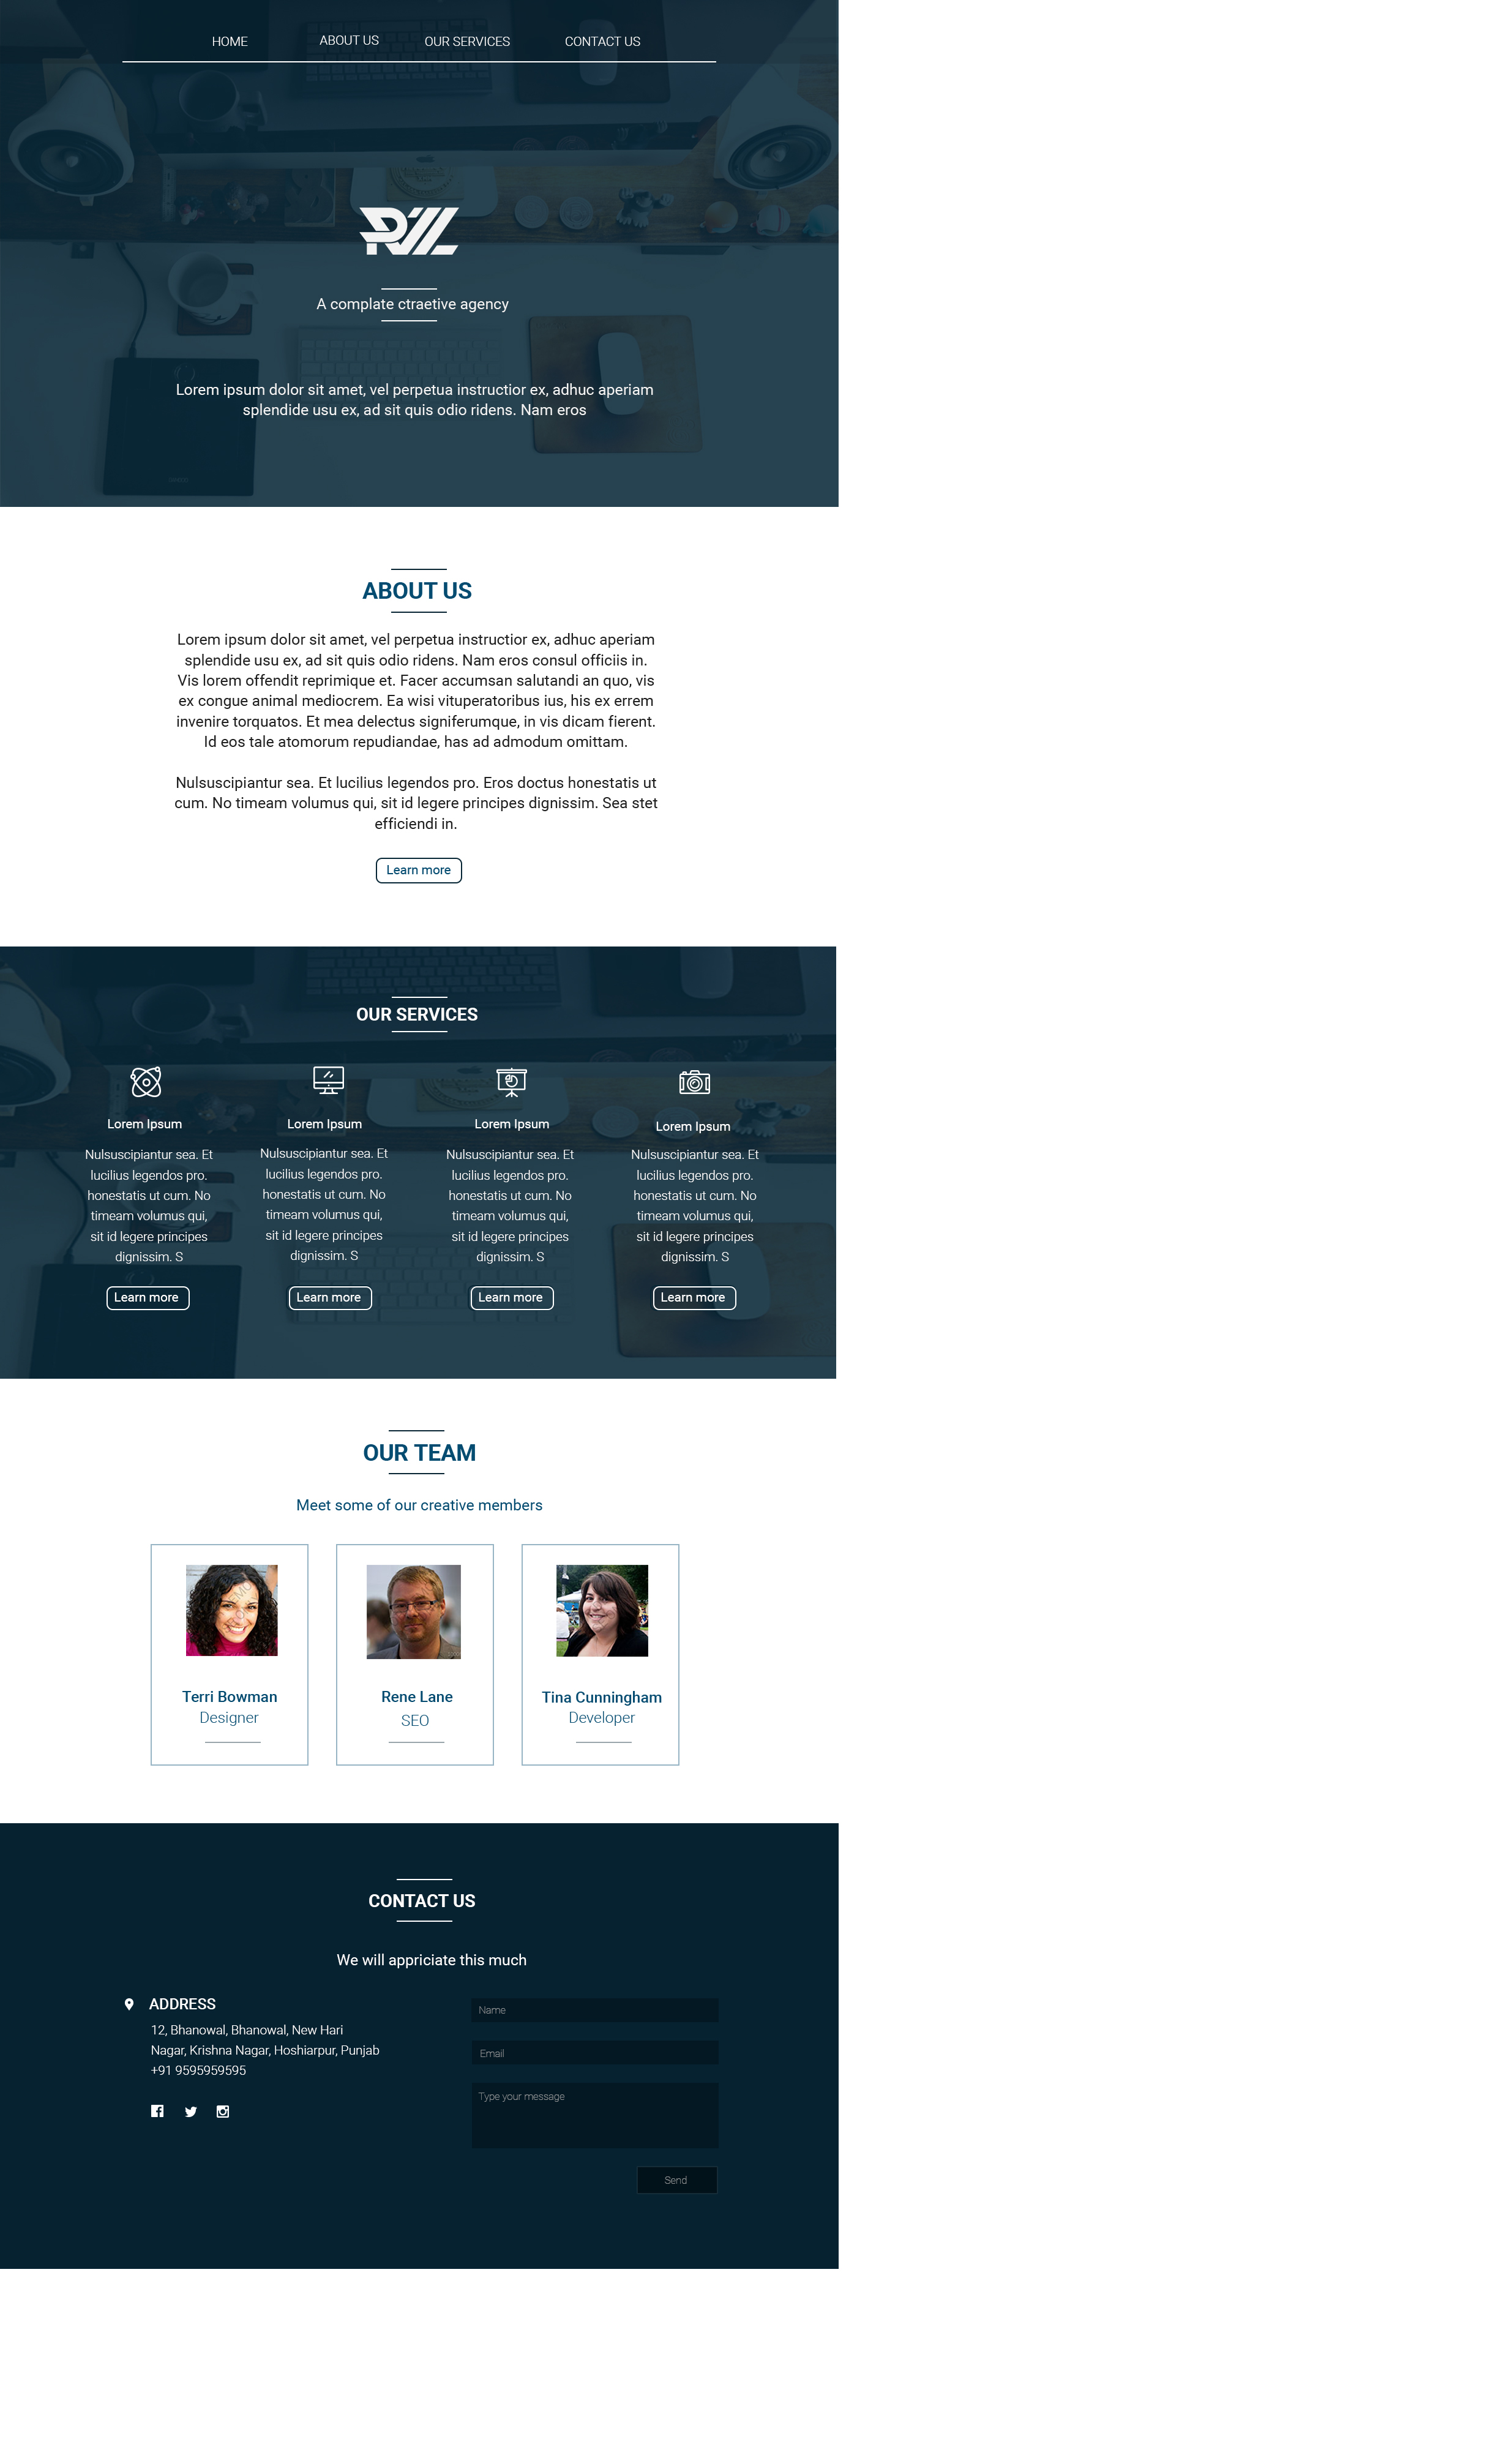 HOME ABOUT US OUR SERVICES CONTACT US
A complate ctraetive agency
Lorem ipsum dolor sit amet, vel perpetua instructior ex, adhuc aperiam
splendide usu ex, ad sit quis odio ridens. Nam eros
ABOUT US
Lorem ipsum dolor sit amet, vel perpetua instructior ex, adhuc aperiam
splendide usu ex, ad sit quis odio ridens. Nam eros consul officiis in.
Vis lorem offendit reprimique et. Facer accumsan salutandi an quo, vis
ex congue animal mediocrem. Ea wisi vituperatoribus ius, his ex errem
invenire torquatos. Et mea delectus signiferumque, in vis dicam fierent.
Id eos tale atomorum repudiandae, has ad admodum omittam.
Nulsuscipiantur sea. Et lucilius legendos pro. Eros doctus honestatis ut
cum. No timeam volumus qui, sit id legere principes dignissim. Sea stet
efficiendi in.
Learn more
OUR SERVICES
Lorem Ipsum
Nulsuscipiantur sea. Et
lucilius legendos pro.
honestatis ut cum. No
timeam volumus qui,
sit id legere principes
dignissim. S
Learn more
Lorem Ipsum
Nulsuscipiantur sea. Et
lucilius legendos pro.
honestatis ut cum. No
timeam volumus qui,
sit id legere principes
dignissim. S
Learn more
Lorem Ipsum
Nulsuscipiantur sea. Et
lucilius legendos pro.
honestatis ut cum. No
timeam volumus qui,
sit id legere principes
dignissim. S
Learn more
Lorem Ipsum
Nulsuscipiantur sea. Et
lucilius legendos pro.
honestatis ut cum. No
timeam volumus qui,
sit id legere principes
dignissim. S
Learn more
OUR TEAM
Meet some of our creative members
Terri Bowman
Designer
Rene Lane
SEO
Tina Cunningham
Developer
CONTACT US
We will appriciate this much
ADDRESS
12, Bhanowal, Bhanowal, New Hari
Nagar, Krishna Nagar, Hoshiarpur, Punjab
+91 9595959595
Name
Email
Type your message
Send